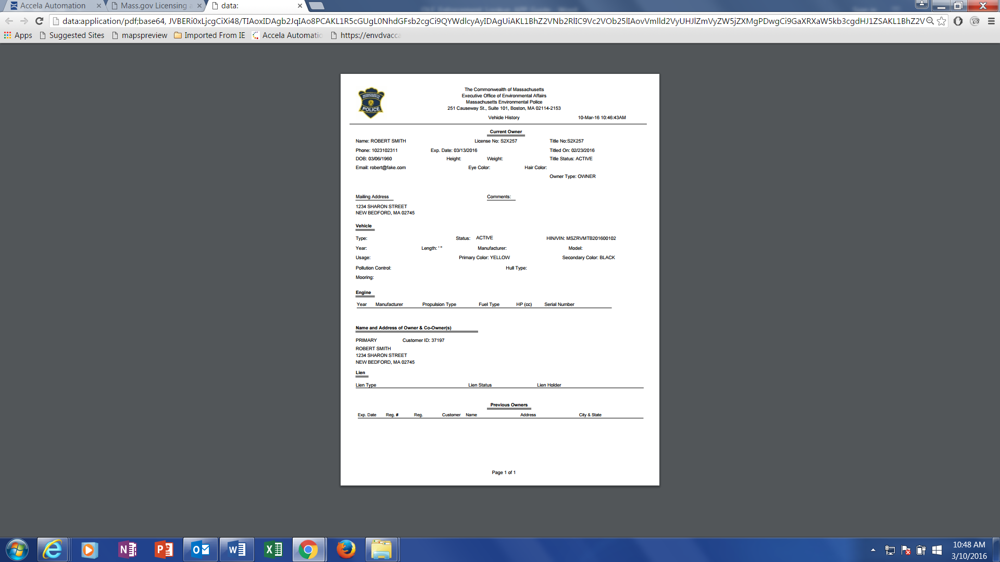 Accela Automation
Mass.gov Licensing a
data:
data:application/pdf;base64, JVBERi0xLjcgCiXi48/TIAoxIDAgb2JqIAo8PCAKL1R5cGUgL0NhdGFsb2cgCi9QYWdlcyAyIDAgUiAKL1BhZ2VNb2RlIC9Vc2VOb25lIAovVmlld2VyUHJlZmVyZW5jZXMgPDwgCi9GaXRXaW5kb3cgdHJ1ZSAKL1BhZ2V
Apps
Suggested Sites
mapspreview
Imported From IE
Accela Automatio
https://envdvacca
MASSACHUSETTS
ENVIRONMENTAL
POLICE
The Commonwealth of Massachusetts
Executive Office of Environmental Affairs
Massachusetts Environmental Police
251 Causeway St., Suite 101, Boston, MA 02114-2153
Vehicle History 10-Mar-16 10:46:43AM
Current Owner
Name: ROBERT SMITH License No: S2X257 Title No:S2X257
Phone: 1023102311 Exp. Date: 03/13/2016 Titled On: 02/23/2016
DOB: 03/06/1960 Height: Weight: Title Status: ACTIVE
Email: robert@fake.com Eye Color: Hair Color:
Owner Type: OWNER
Mailing Address Comments:
1234 SHARON STREET
NEW BEDFORD, MA 02745
Vehicle
Type: Status: ACTIVE HIN/VIN: MSZRVMTB201600102
Year: Length: ' " Manufacturer: Model:
Usage: Primary Color: YELLOW Secondary Color: BLACK
Pollution Control: Hull Type:
Mooring:
Engine
Year Manufacturer Propulsion Type Fuel Type HP (cc) Serial Number
Name and Address of Owner & Co-Owner(s)
PRIMARY Customer ID: 37197
ROBERT SMITH
1234 SHARON STREET
NEW BEDFORD, MA 02745
Lien
Lien Type Lien Status Lien Holder
Previous Owners
Exp. Date Reg. # Reg. Customer Name Address City & State
Page 1 of 1
10:48 AM
3/10/2016